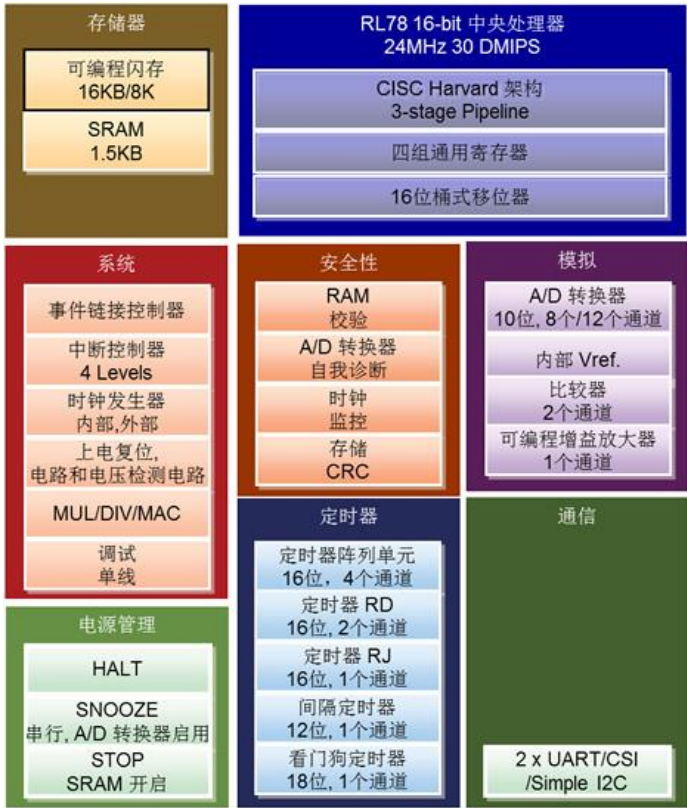 存储器
可编程闪存
16KB/8K
SRAM
1.5KB
RL78 16-bit 中央处理器
24MHz 30 DMIPS
CISC Harvard 架构
3-stage Pipeline
四组通用寄存器
16位桶式移位器
系统
事件链接控制器
中断控制器
4 Levels
时钟发生器
内部,外部
上电复位,
电路和电压检测电路
MUL/DIV/MAC
调试
单线
安全性
RAM
校验
A/D 转换器
自我诊断
时钟
监控
存储
CRC
模拟
A/D 转换器
10位, 8个/12个通道
内部 Vref.
比较器
2个通道
可编程增益放大器
1个通道
电源管理
HALT
SNOOZE
串行, A/D 转换器启用
STOP
SRAM 开启
定时器
定时器阵列单元
16位，4个通道
定时器 RD
16位, 2个通道
定时器 RJ
16位, 1个通道
间隔定时器
12位, 1个通道
看门狗定时器
18位, 1个通道
通信
2 x UART/CSI
/Simple I2C